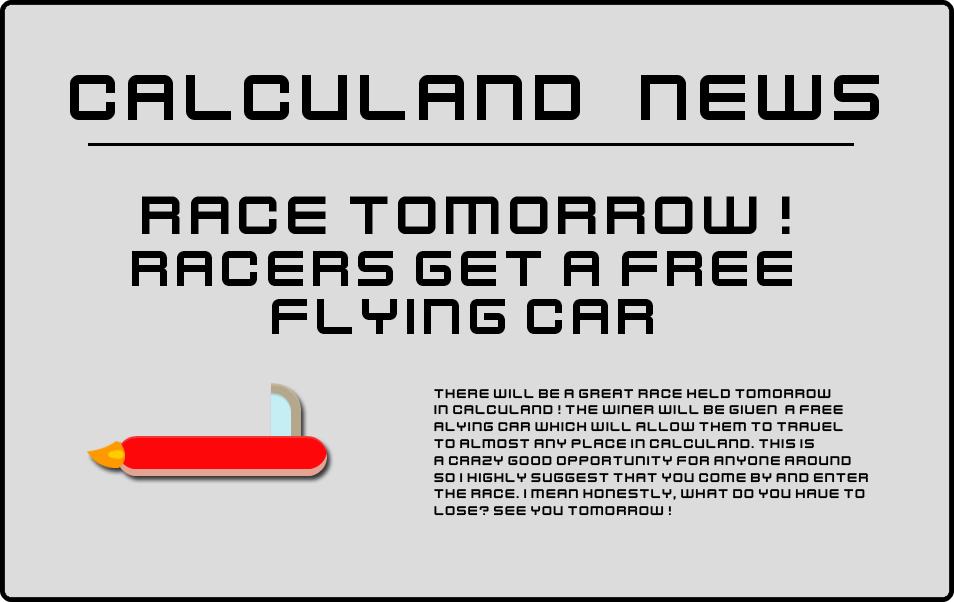 CALCULAND NEWS
RACE TOMORROW !
RACERS GET A FREE
FLYING CAR
THERE WILL BE A GREAT RACE HELD TOMORROW
IN CALCULAND ! THE WINER WILL BE GIVEN A FREE
ALYING CAR WHICH WILL ALLOW THEM TO TRAVEL
TO ALMOST ANY PLACE IN CALCULAND. THIS IS
A CRAZY GOOD OPPORTUNITY FOR ANYONE AROUND
SO I HIGHLY SUGGEST THAT YOU COME BY AND ENTER
THE RACE. I MEAN HONESTLY, WHAT DO YOU HAVE TO
LOSE? SEE YOU TOMORROW !